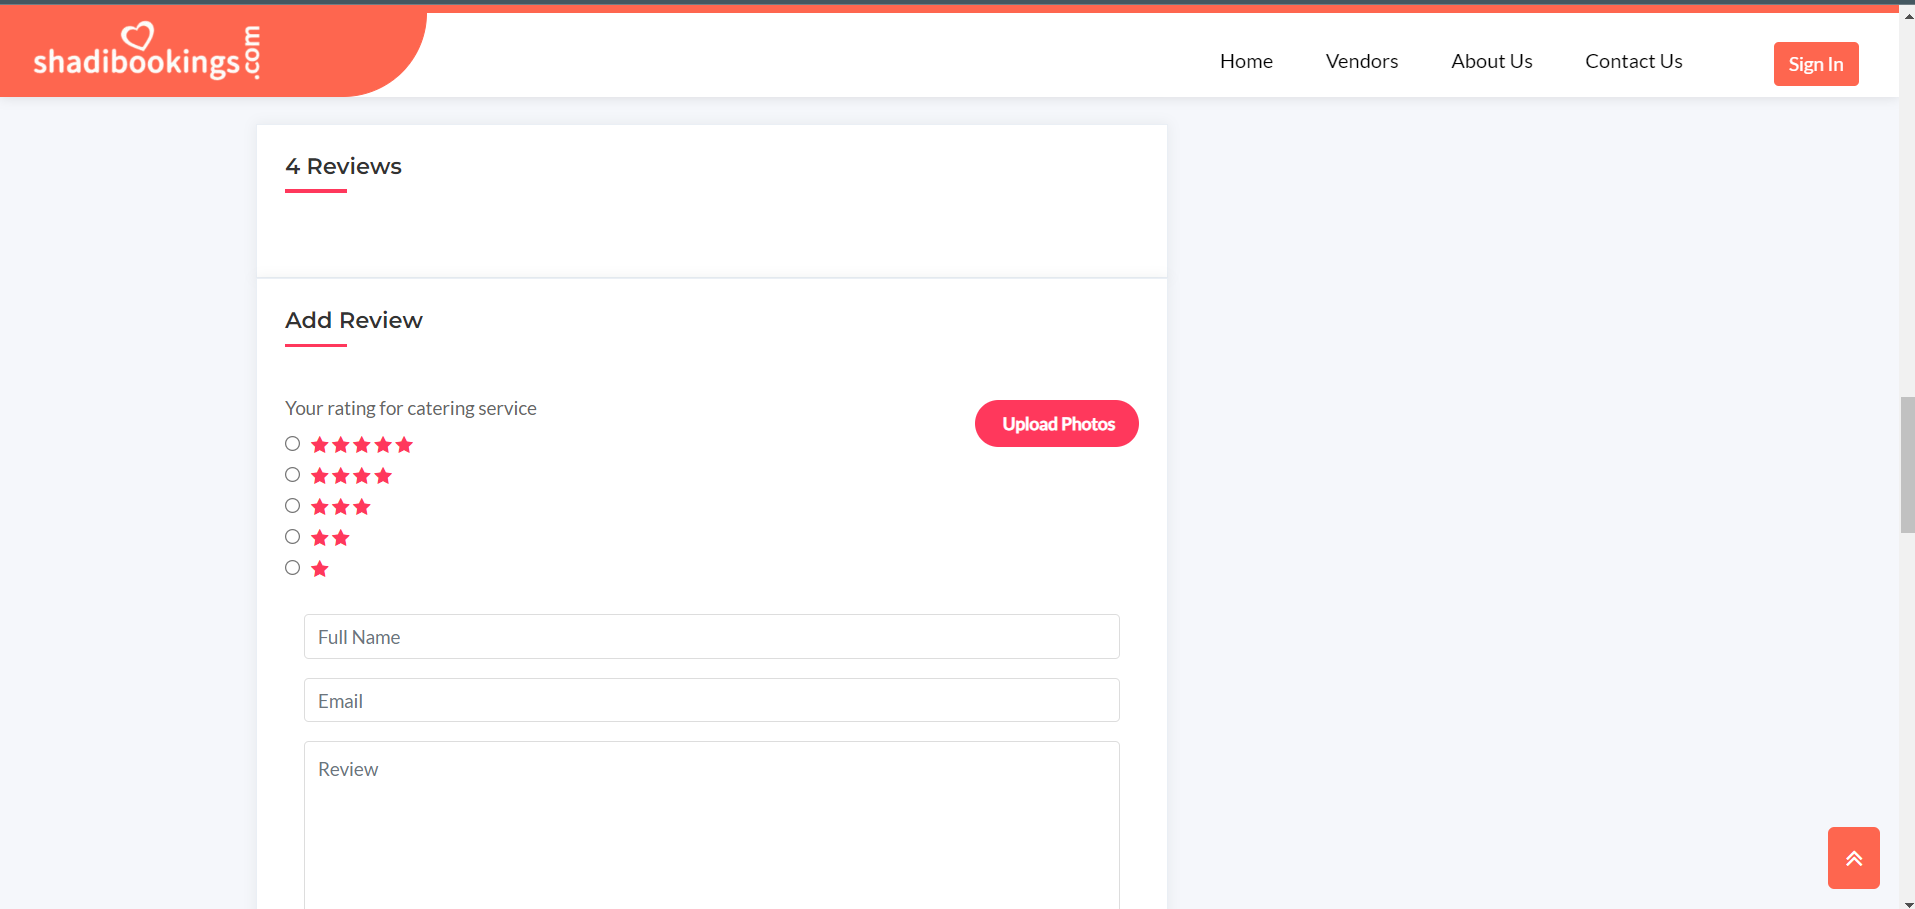 shadibookings.com
Home
Vendors
About Us
Contact Us
Sign In
4 Reviews
Add Review
Your rating for catering service
Upload Photos
Full Name
Email
Review